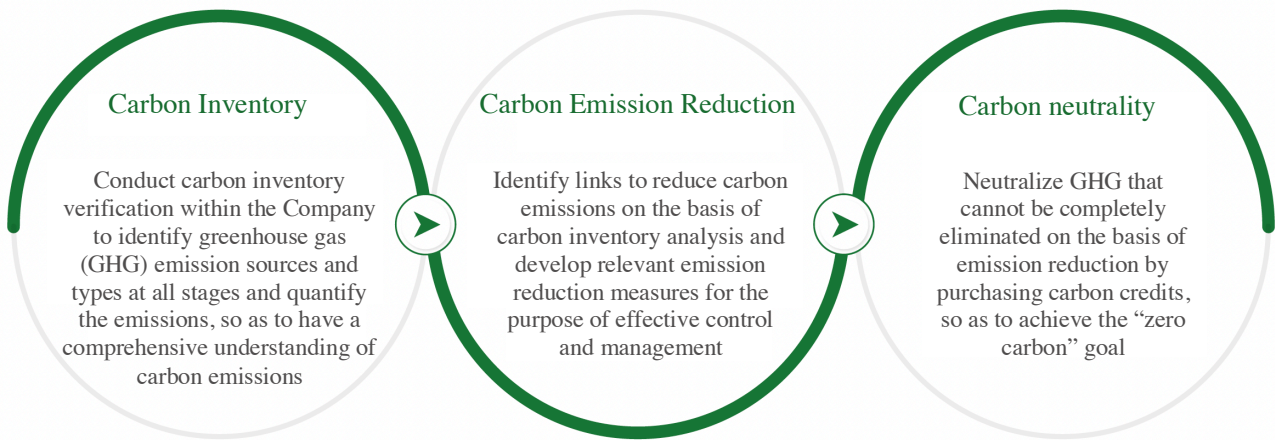 Carbon Inventory
Conduct carbon inventory
verification within the Company
to identify greenhouse gas
(GHG) emission sources and
types at all stages and quantify
the emissions, so as to have a
comprehensive understanding of
carbon emissions
Carbon Emission Reduction
Identify links to reduce carbon
emissions on the basis of
carbon inventory analysis and
develop relevant emission
reduction measures for the
purpose of effective control
and management
Carbon neutrality
Neutralize GHG that
cannot be completely
eliminated on the basis of
emission reduction by
purchasing carbon credits,
so as to achieve the “zero
carbon” goal